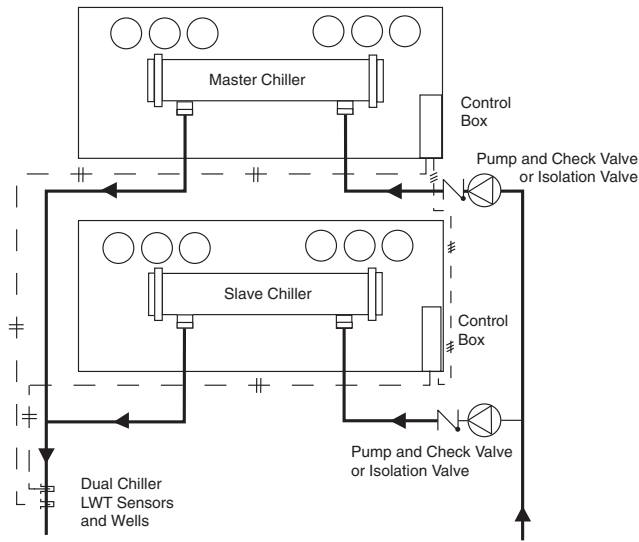 Master Chiller
Control
Box
Pump and Check Valve
or Isolation Valve
Slave Chiller
Control
Box
Pump and Check Valve
or Isolation Valve
Dual Chiller
LWT Sensors
and Wells